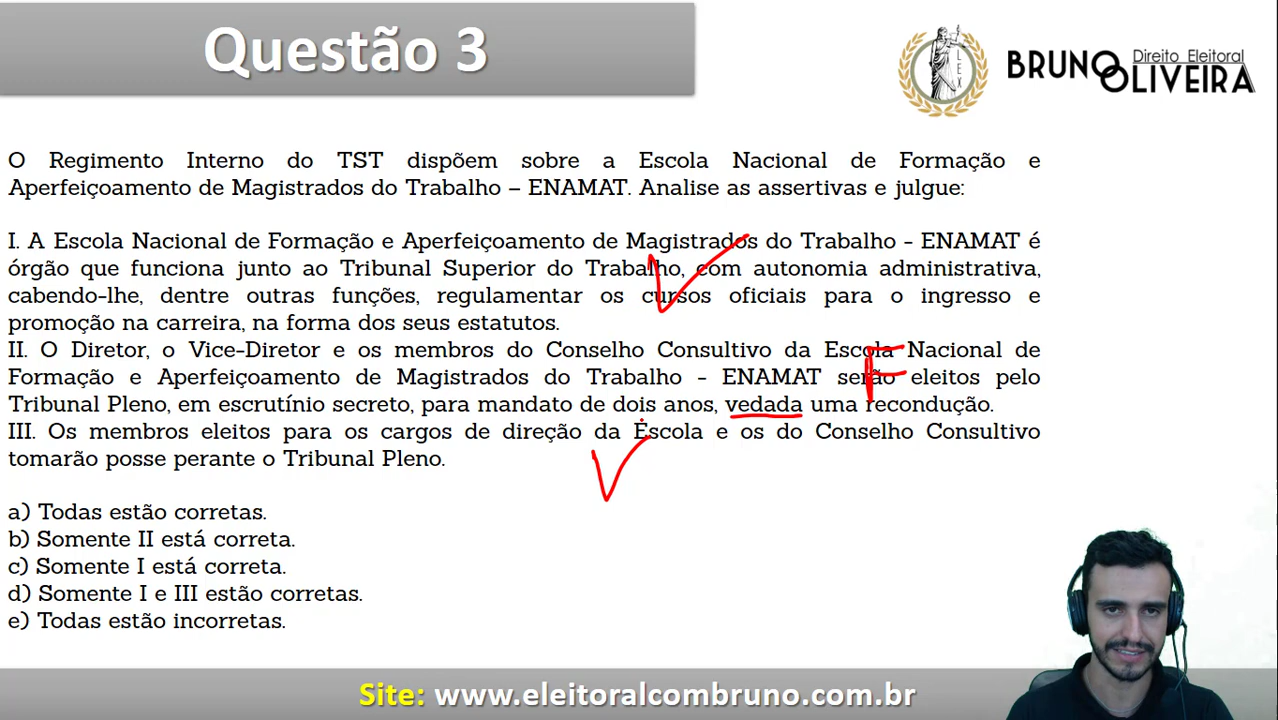 Questão 3
LEX
BRUNO
Direito Eleitoral
OLIVEIRA
O Regimento Interno do TST dispõem sobre a Escola Nacional de Formação e
Aperfeiçoamento de Magistrados do Trabalho – ENAMAT. Analise as assertivas e julgue:
I. A Escola Nacional de Formação e Aperfeiçoamento de Magistrados do Trabalho - ENAMAT é
órgão que funciona junto ao Tribunal Superior do Trabalho, com autonomia administrativa,
cabendo-lhe, dentre outras funções, regulamentar os cursos oficiais para o ingresso e
promoção na carreira, na forma dos seus estatutos.
II. O Diretor, o Vice-Diretor e os membros do Conselho Consultivo da Escola Nacional de
Formação e Aperfeiçoamento de Magistrados do Trabalho - ENAMAT serão eleitos pelo
Tribunal Pleno, em escrutínio secreto, para mandato de dois anos, vedada uma recondução.
F
III. Os membros eleitos para os cargos de direção da Escola e os do Conselho Consultivo
tomarão posse perante o Tribunal Pleno.
a) Todas estão corretas.
b) Somente II está correta.
c) Somente I está correta.
d) Somente I e III estão corretas.
e) Todas estão incorretas.
Site: www.eleitoralcombruno.com.br